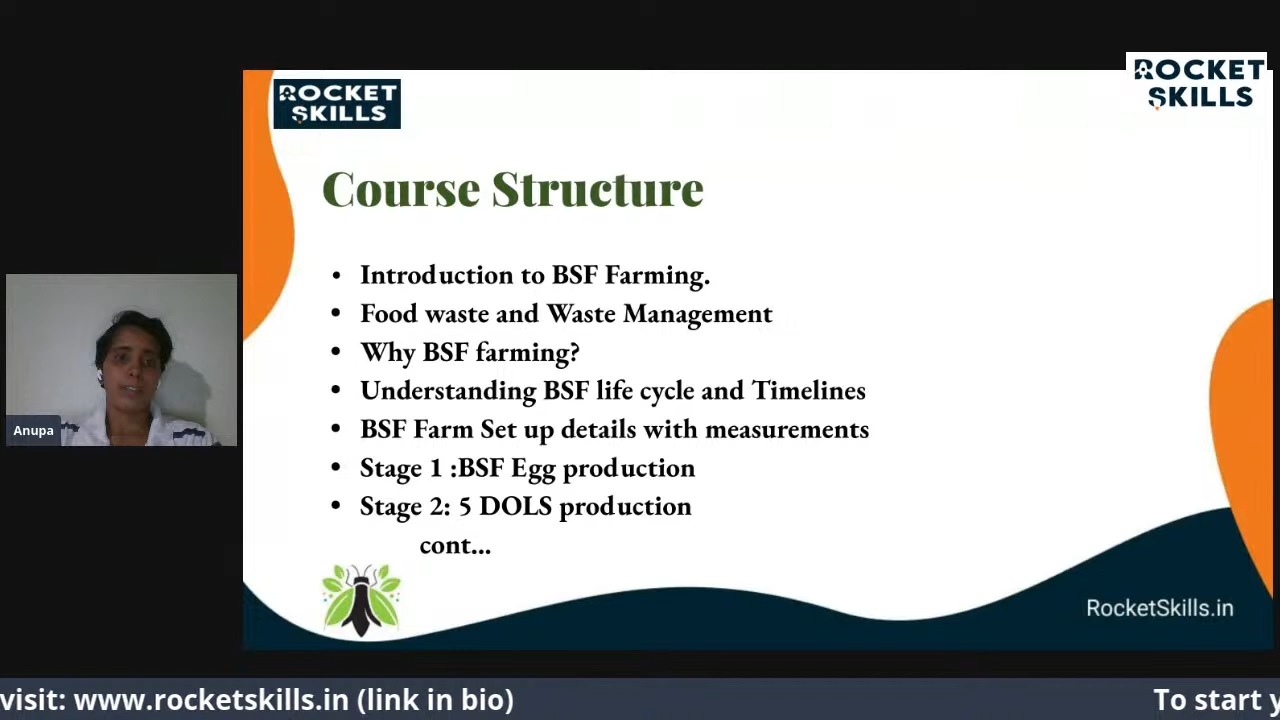 ROCKET
SKILLS
ROCKET
SKILLS
Course Structure
• Introduction to BSF Farming.
• Food waste and Waste Management
• Why BSF farming?
• Understanding BSF life cycle and Timelines
• BSF Farm Set up details with measurements
• Stage 1 :BSF Egg production
• Stage 2: 5 DOLS production
cont...
Anupa
RocketSkills.in
visit: www.rocketskills.in (link in bio)
To start y